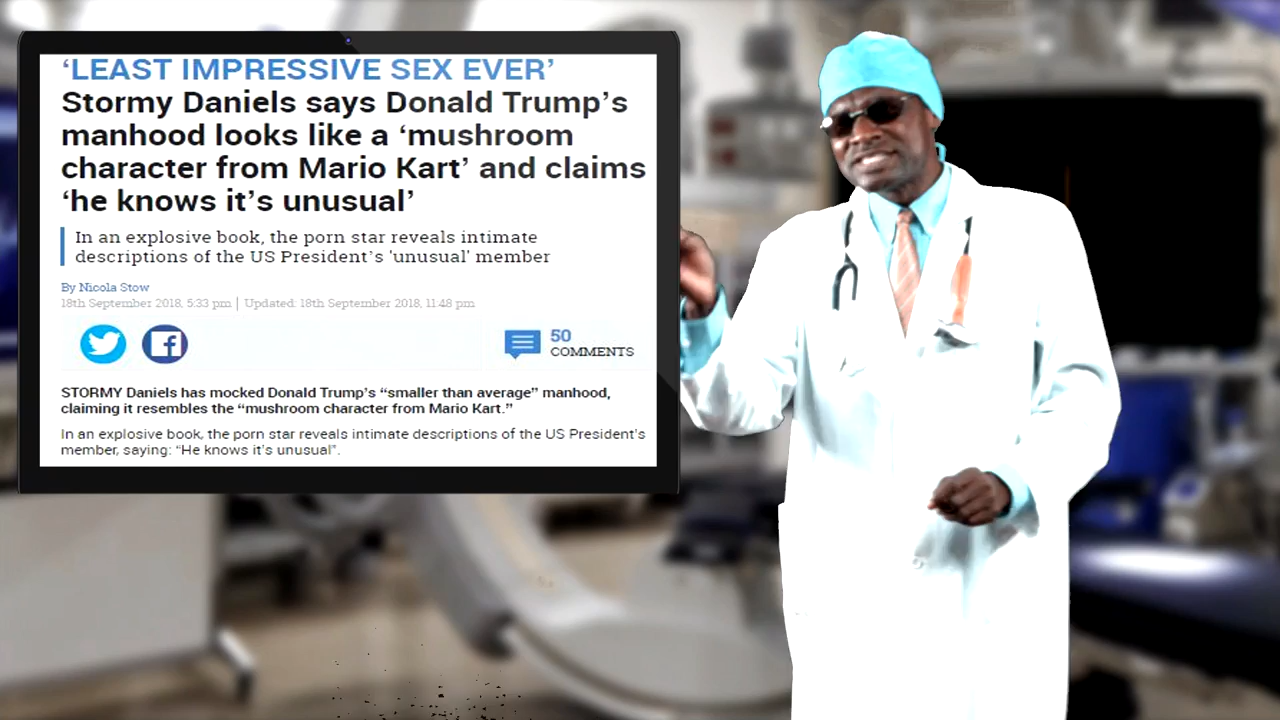 ‘LEAST IMPRESSIVE SEX EVER’
Stormy Daniels says Donald Trump’s
manhood looks like a ‘mushroom
character from Mario Kart’ and claims
‘he knows it’s unusual’
In an explosive book, the porn star reveals intimate
descriptions of the US President’s 'unusual' member
By Nicola Stow
18th September 2018, 5:33 pm | Updated: 18th September 2018, 11:48 pm
50
COMMENTS
STORMY Daniels has mocked Donald Trump’s “smaller than average” manhood,
claiming it resembles the “mushroom character from Mario Kart.”
In an explosive book, the porn star reveals intimate descriptions of the US President’s
member, saying: “He knows it’s unusual”.